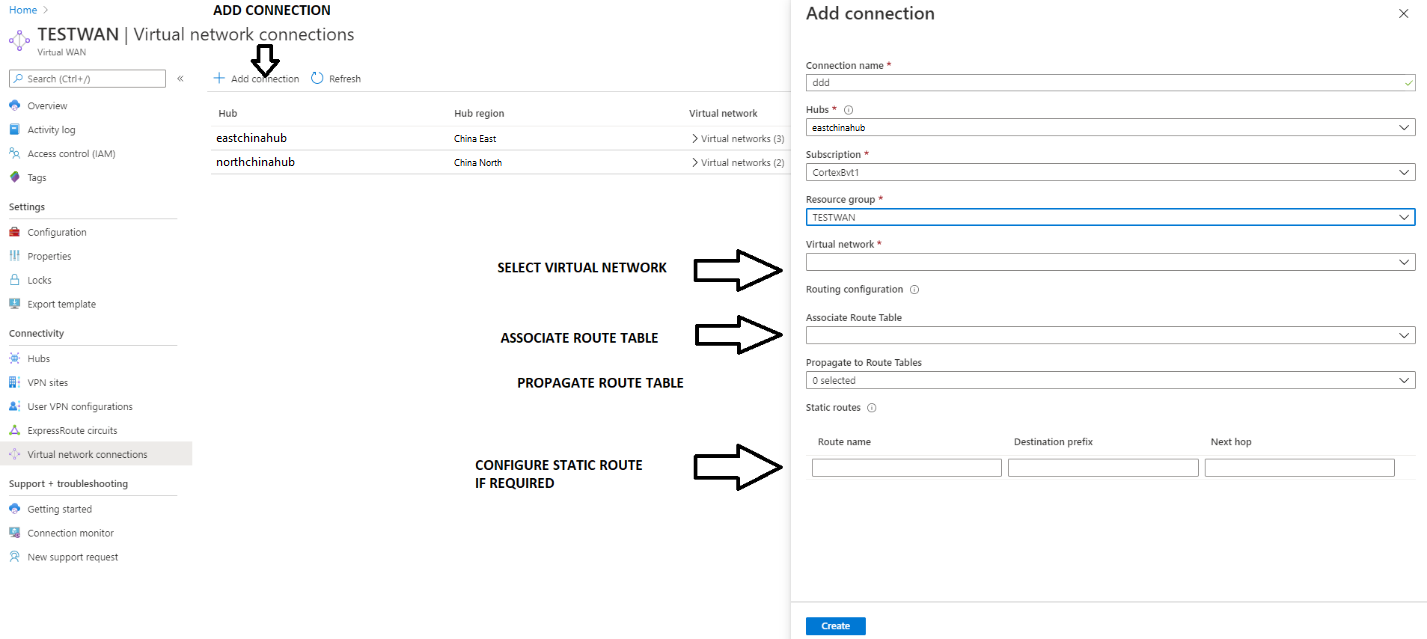 Home >
ADD CONNECTION
TESTWAN | Virtual network connections
Virtual WAN
Search (Ctrl+/)
«
Add connection
Refresh
Overview
Activity log
Access control (IAM)
Tags
Settings
Configuration
Properties
Locks
Export template
Connectivity
Hubs
VPN sites
User VPN configurations
ExpressRoute circuits
Virtual network connections
Support + troubleshooting
Getting started
Connection monitor
New support request
Hub Hub region Virtual network
eastchinahub China East > Virtual networks (3)
northchinahub China North > Virtual networks (2)
SELECT VIRTUAL NETWORK
ASSOCIATE ROUTE TABLE
PROPAGATE ROUTE TABLE
CONFIGURE STATIC ROUTE
IF REQUIRED
Add connection
Connection name *
ddd
Hubs *
eastchinahub
Subscription *
CortexBvt1
Resource group *
TESTWAN
Virtual network *
Routing configuration
Associate Route Table
Propagate to Route Tables
0 selected
Static routes
Route name Destination prefix Next hop
Create